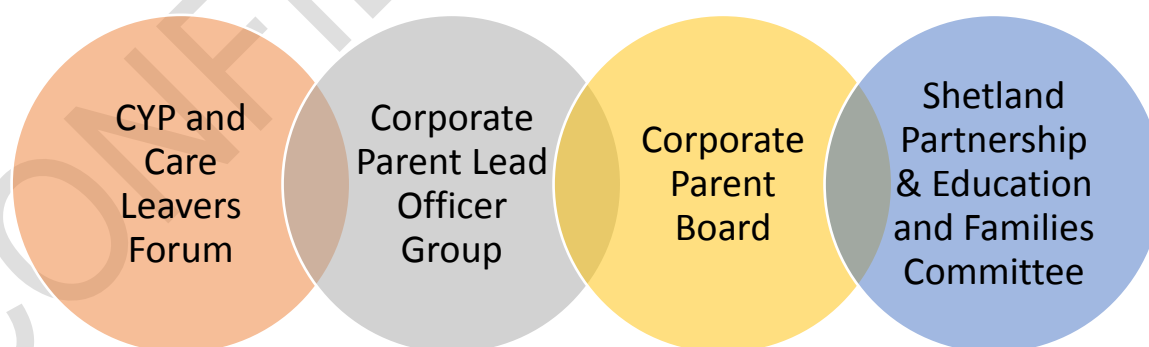 CYP and
Care
Leavers
Forum
Corporate
Parent Lead
Officer
Group
Corporate
Parent
Board
Shetland
Partnership
& Education
and Families
Committee